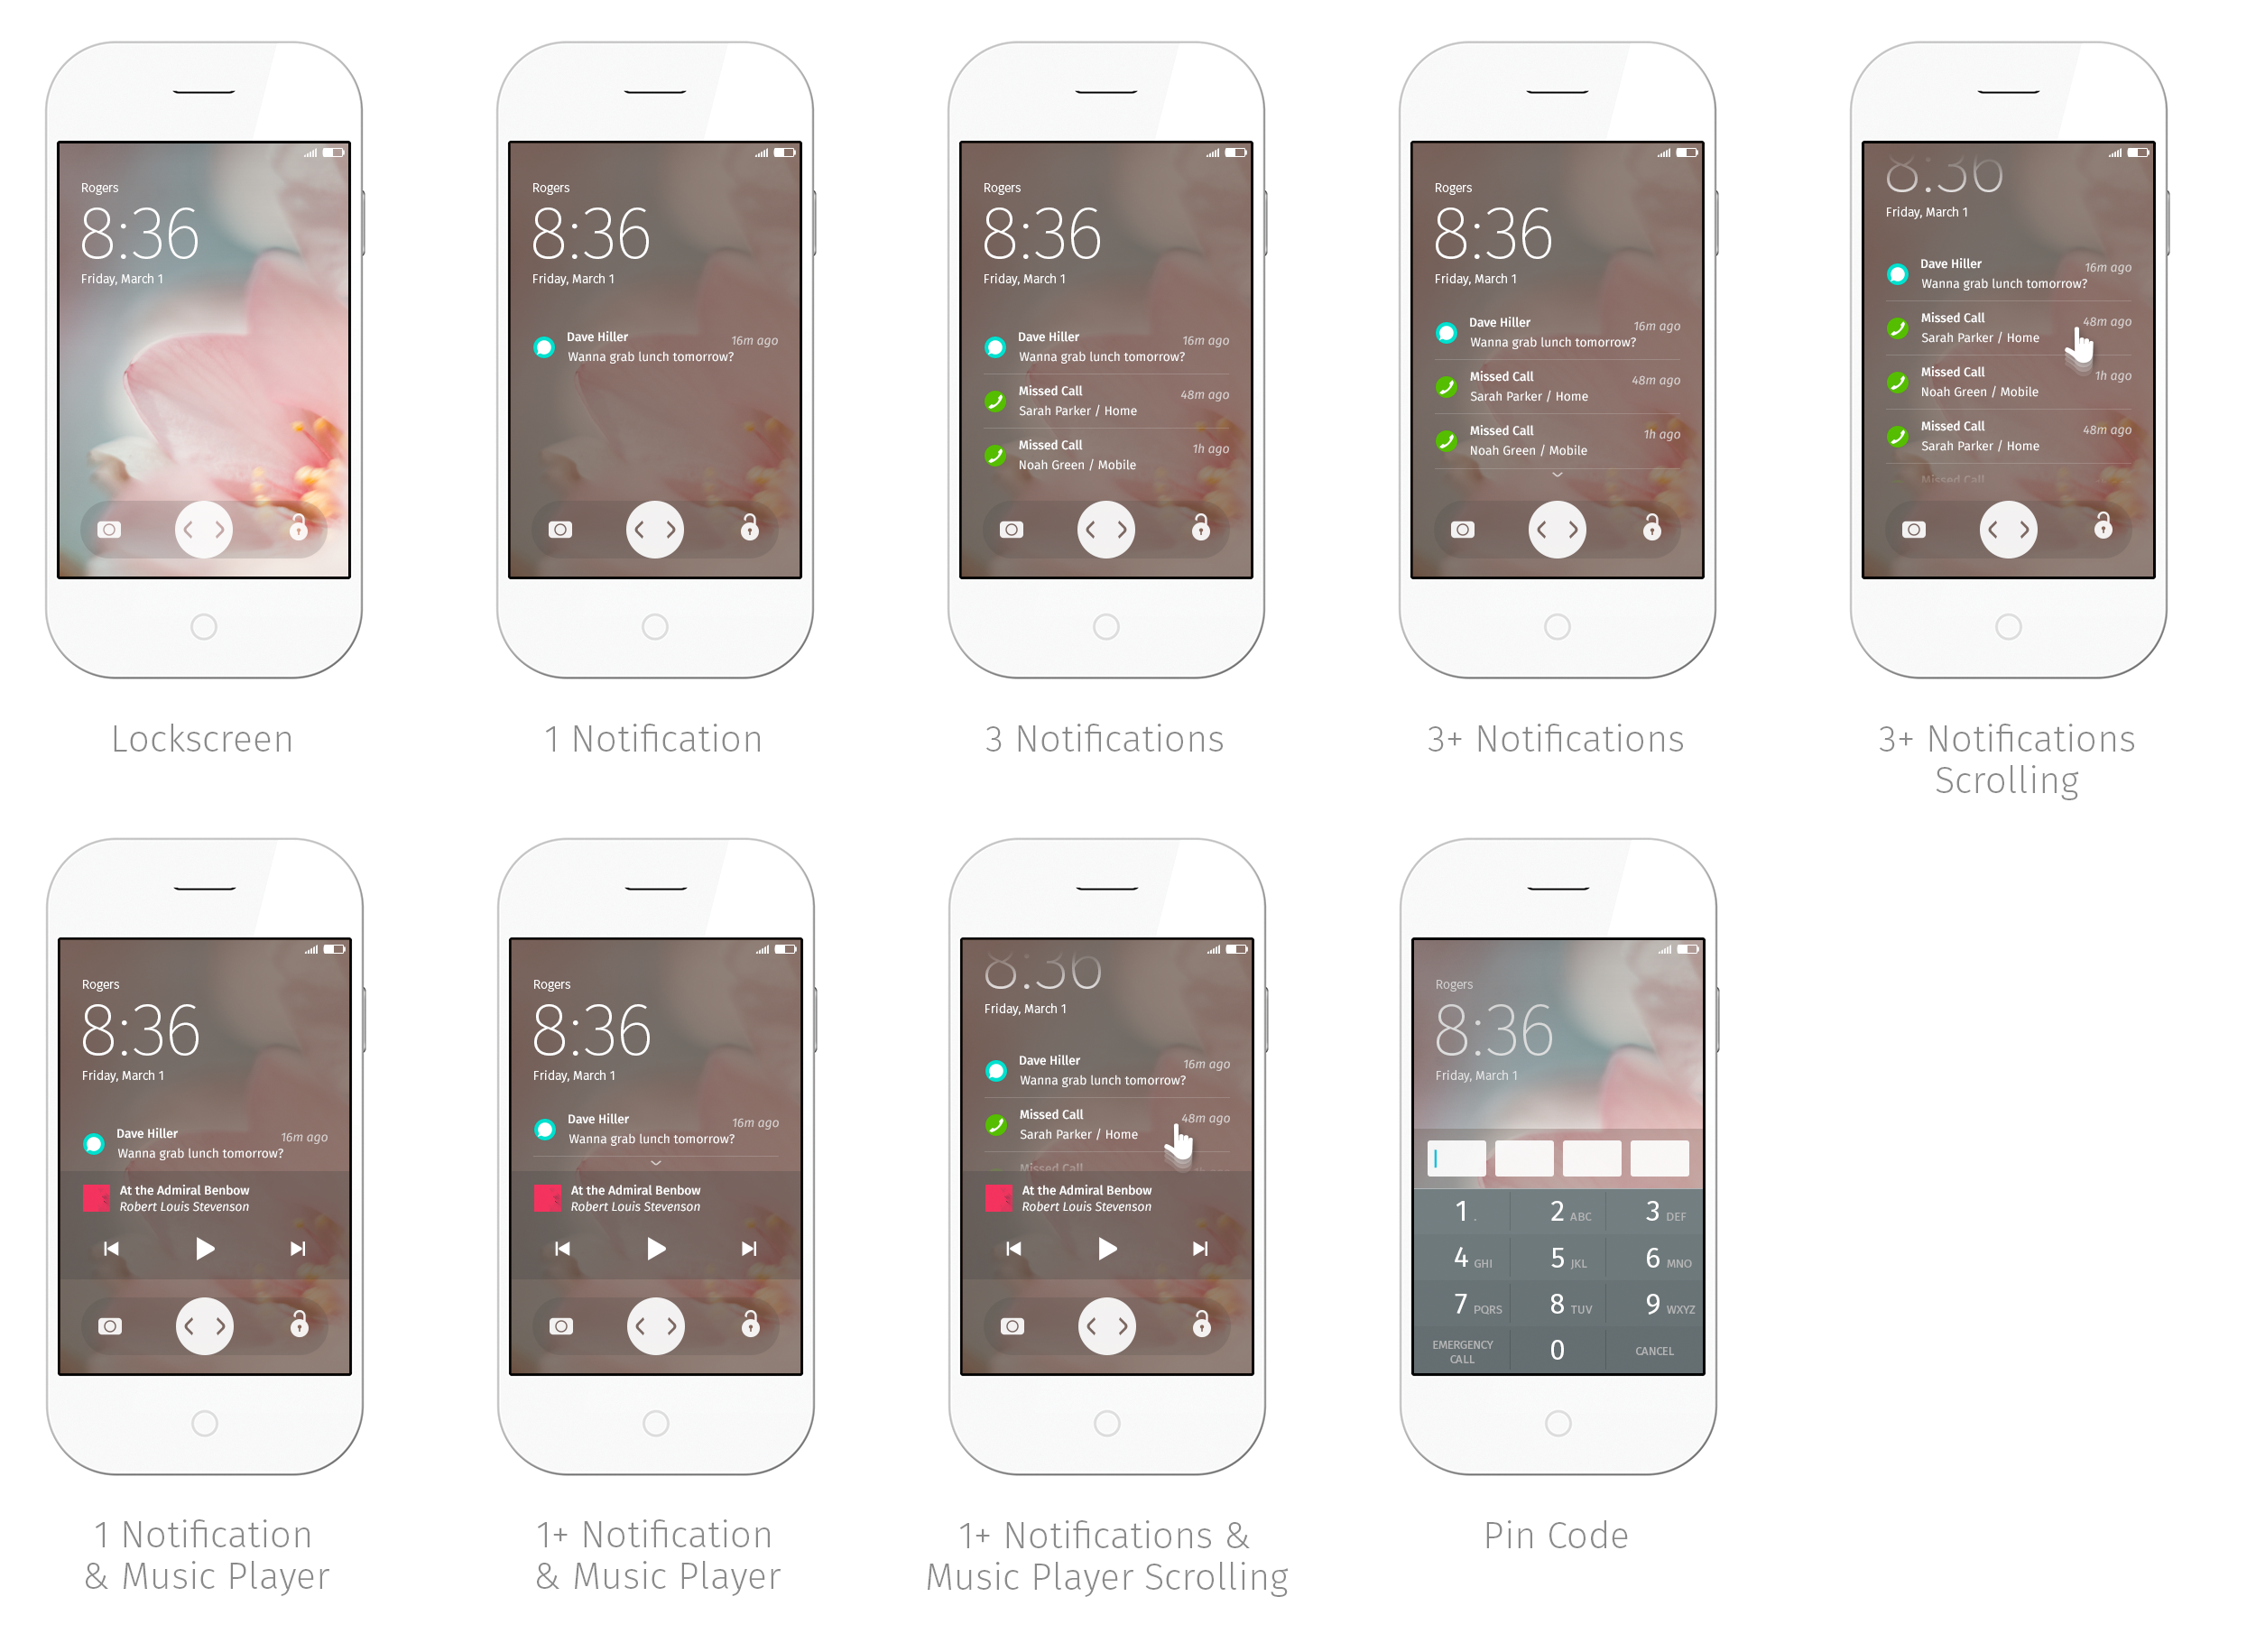 Rogers
8:36
Friday, March 1
Lockscreen
Rogers
8:36
Friday, March 1
Dave Hiller
16m ago
Wanna grab lunch tomorrow?
1 Notification
Rogers
8:36
Friday, March 1
Dave Hiller
16m ago
Wanna grab lunch tomorrow?
Missed Call
48m ago
Sarah Parker / Home
Missed Call
1h ago
Noah Green / Mobile
3 Notifications
Rogers
8:36
Friday, March 1
Dave Hiller
16m ago
Wanna grab lunch tomorrow?
Missed Call
48m ago
Sarah Parker / Home
Missed Call
1h ago
Noah Green / Mobile
3+ Notifications
8:36
Friday, March 1
Dave Hiller
16m ago
Wanna grab lunch tomorrow?
Missed Call
48m ago
Sarah Parker / Home
Missed Call
1h ago
Noah Green / Mobile
Missed Call
48m ago
Sarah Parker / Home
Missed Call
3+ Notifications
Scrolling
Rogers
8:36
Friday, March 1
Dave Hiller
16m ago
Wanna grab lunch tomorrow?
At the Admiral Benbow
Robert Louis Stevenson
1 Notification
& Music Player
Rogers
8:36
Friday, March 1
Dave Hiller
16m ago
Wanna grab lunch tomorrow?
At the Admiral Benbow
Robert Louis Stevenson
1+ Notification
& Music Player
8:36
Friday, March 1
Dave Hiller
16m ago
Wanna grab lunch tomorrow?
Missed Call
48m ago
Sarah Parker / Home
Missed Call
At the Admiral Benbow
Robert Louis Stevenson
1+ Notifications &
Music Player Scrolling
Rogers
8:36
Friday, March 1
1 . 2 ABC 3 DEF
4 GHI 5 JKL 6 MNO
7 PQRS 8 TUV 9 WXYZ
EMERGENCY
CALL
0
CANCEL
Pin Code